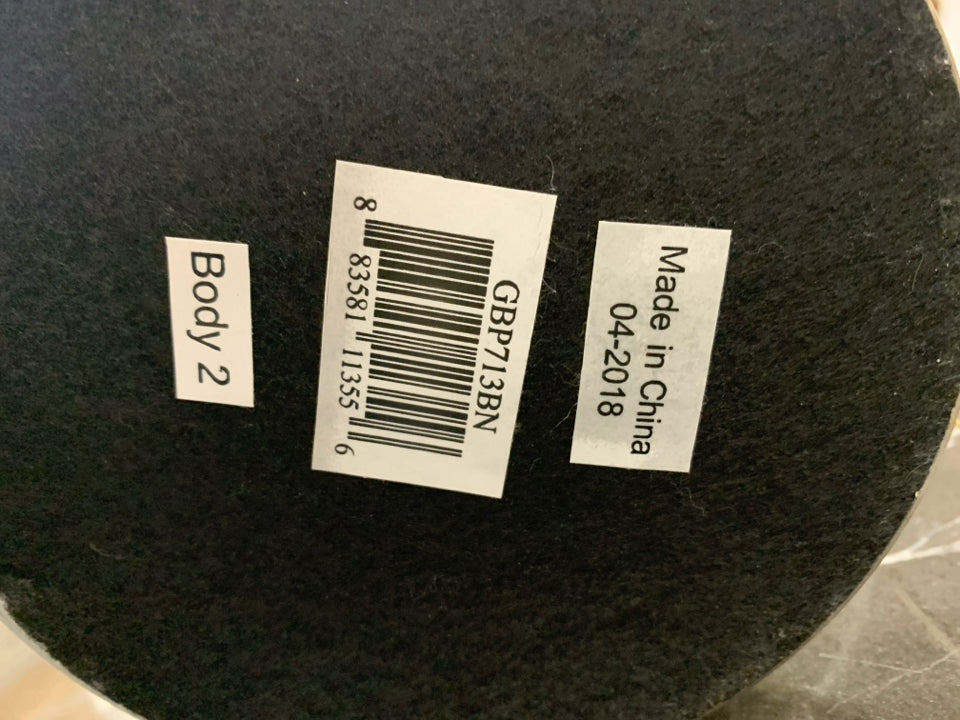 Made in China
04-2018
GBP713BN
8 83581 11355 6
Body 2